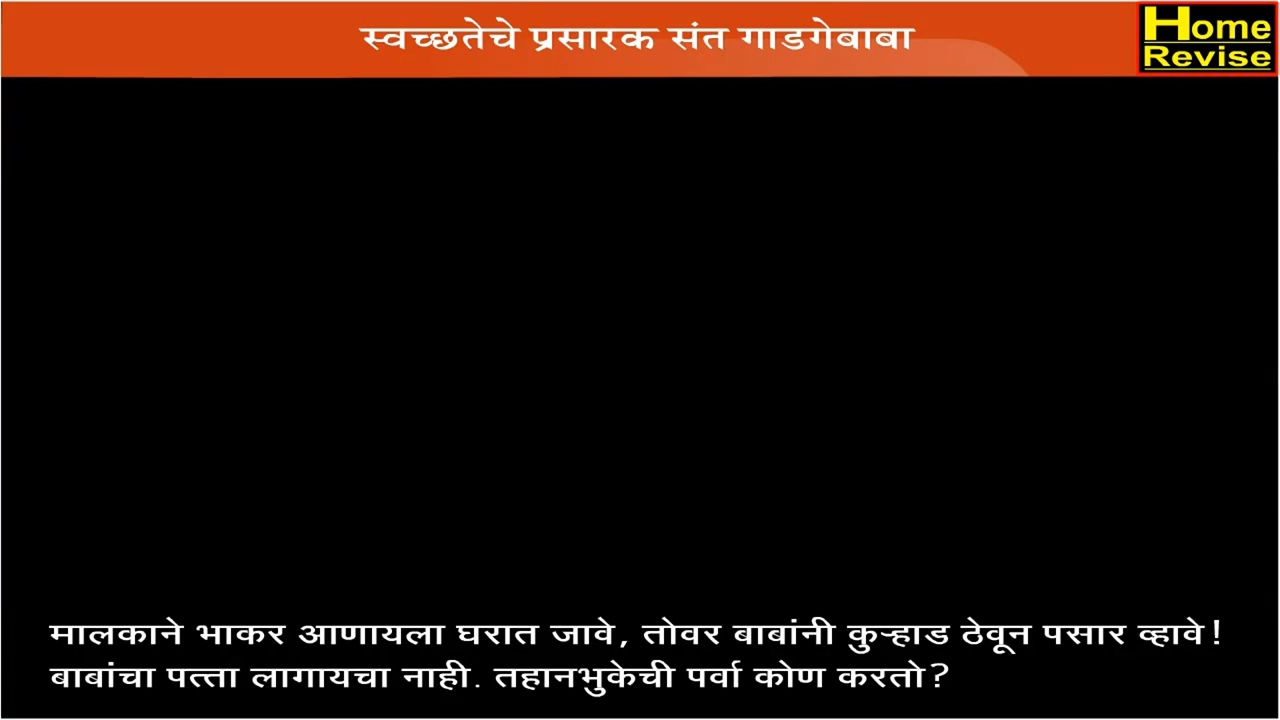 स्वच्छतेचे प्रसारक संत गाडगेबाबा
Home
Revise
मालकाने भाकर आणायला घरात जावे, तोवर बाबांनी कुऱ्हाड ठेवून पसार व्हावे!
बाबांचा पत्ता लागायचा नाही. तहानभुकेची पर्वा कोण करतो?